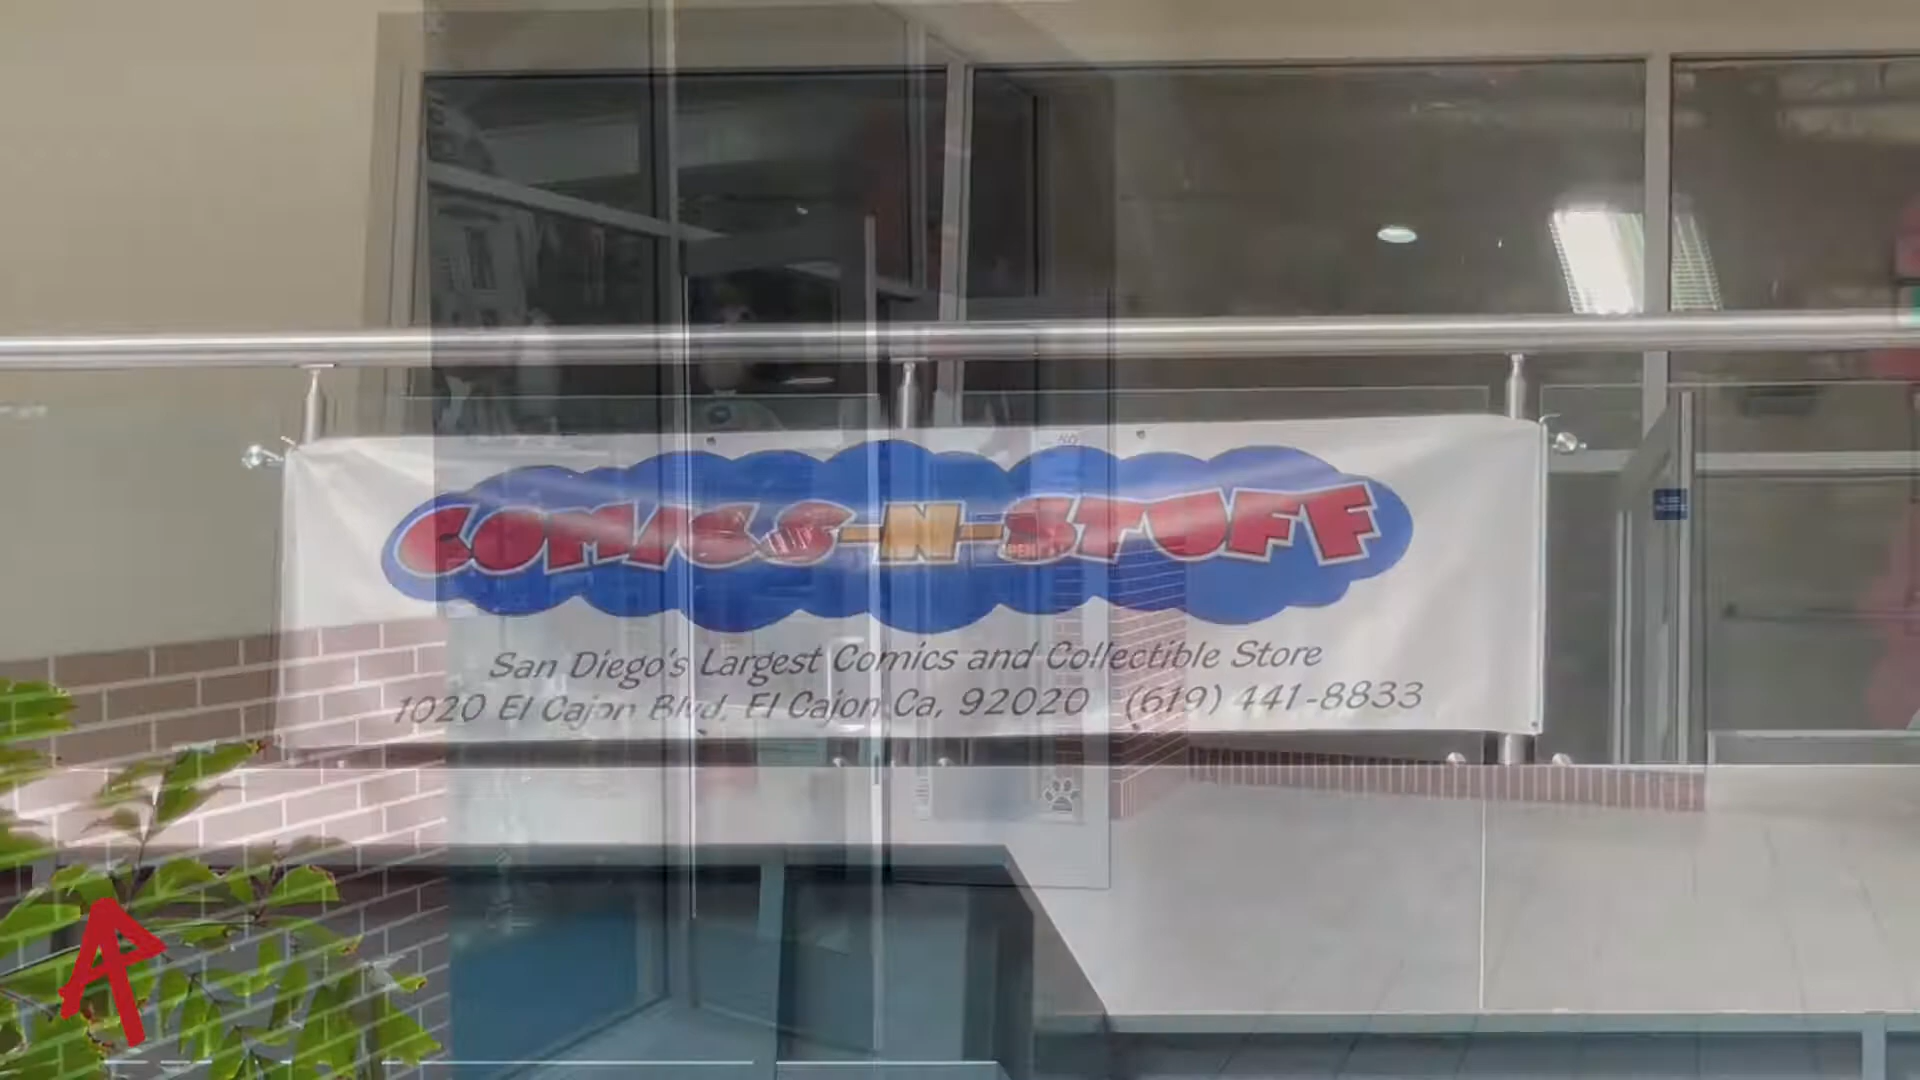 COMICS-N-STUFF
San Diego's Largest Comics and Collectible Store
1020 El Cajon Blvd, El Cajon Ca, 92020 (619) 441-8833